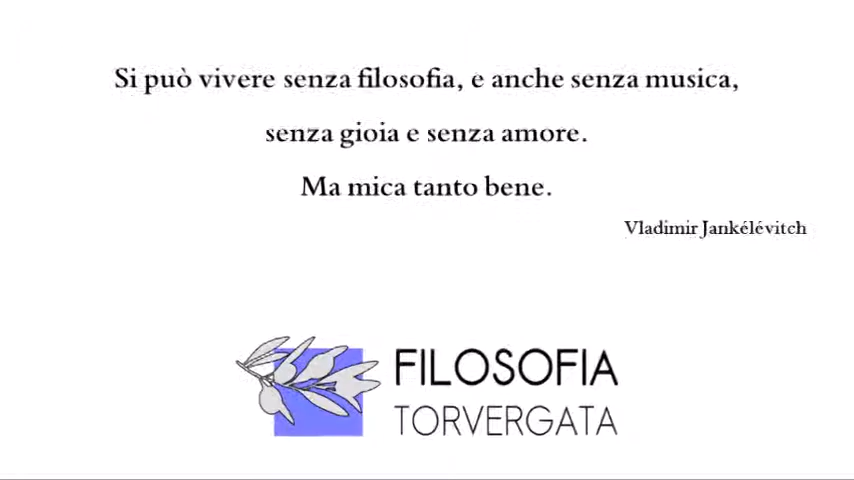 Si può vivere senza filosofia, e anche senza musica,
senza gioia e senza amore.
Ma mica tanto bene.
Vladimir Jankélévitch
FILOSOFIA
TORVERGATA